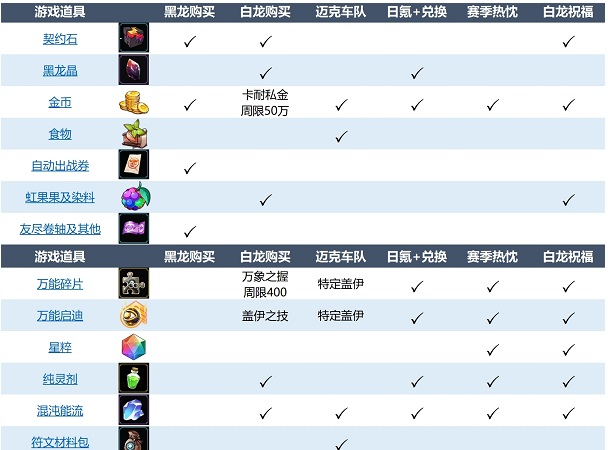 游戏道具 黑龙购买 白龙购买 迈克车队 日氪+兑换 赛季热忱 白龙祝福
契约石 ✓ ✓ ✓
黑龙晶 ✓ ✓
金币 ✓ 卡耐私金 ✓ ✓ ✓ ✓
周限50万
食物 ✓
自动出战券 ✓
虹果果及染料 ✓ ✓
友尽卷轴及其他 ✓
游戏道具 黑龙购买 白龙购买 迈克车队 日氪+兑换 赛季热忱 白龙祝福
万能碎片 万象之握 特定盖伊 ✓ ✓ ✓
周限400
万能启迪 盖伊之技 特定盖伊 ✓ ✓ ✓
星粹 ✓ ✓
纯灵剂 ✓ ✓ ✓ ✓
混沌能流 ✓ ✓ ✓ ✓ ✓
符文材料包 ✓